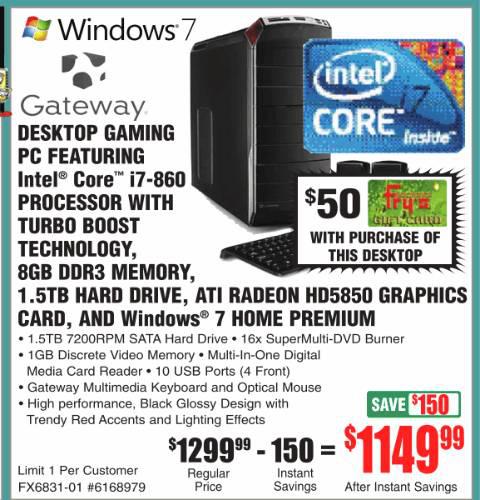 Windows® 7
Gateway™
intel®
CORE™ i7
inside™
DESKTOP GAMING
PC FEATURING
Intel® Core™ i7-860
PROCESSOR WITH
TURBO BOOST
TECHNOLOGY,
8GB DDR3 MEMORY,
1.5TB HARD DRIVE, ATI RADEON HD5850 GRAPHICS
CARD, AND Windows® 7 HOME PREMIUM
$50 fry's
GIFT CARD
WITH PURCHASE OF
THIS DESKTOP
• 1.5TB 7200RPM SATA Hard Drive • 16x SuperMulti-DVD Burner
• 1GB Discrete Video Memory • Multi-In-One Digital
Media Card Reader • 10 USB Ports (4 Front)
• Gateway Multimedia Keyboard and Optical Mouse
• High performance, Black Glossy Design with
Trendy Red Accents and Lighting Effects
SAVE $150
$1299 99 - 150 = $1149 99
Regular Price
Instant Savings
After Instant Savings
Limit 1 Per Customer
FX6831-01 #6168979